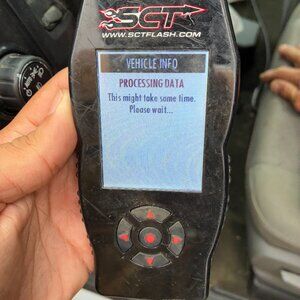 SCT
WWW.SCTFLASH.COM
VEHICLE INFO
PROCESSING DATA
This might take some time.
Please wait...